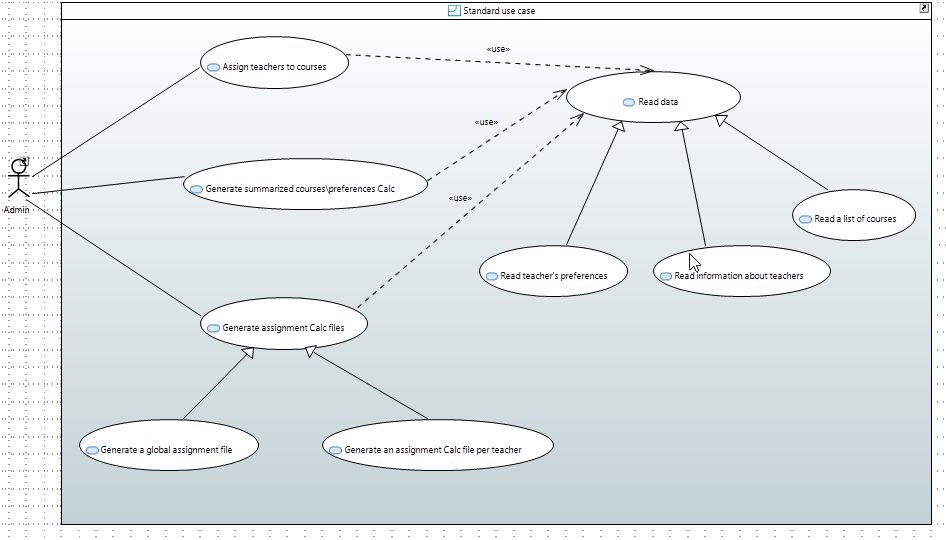 Standard use case
«use»
Assign teachers to courses
Read data
«use»
Generate summarized courses\preferences Calc
«use»
Admin
Read a list of courses
Read teacher's preferences
Read information about teachers
Generate assignment Calc files
Generate a global assignment file
Generate an assignment Calc file per teacher